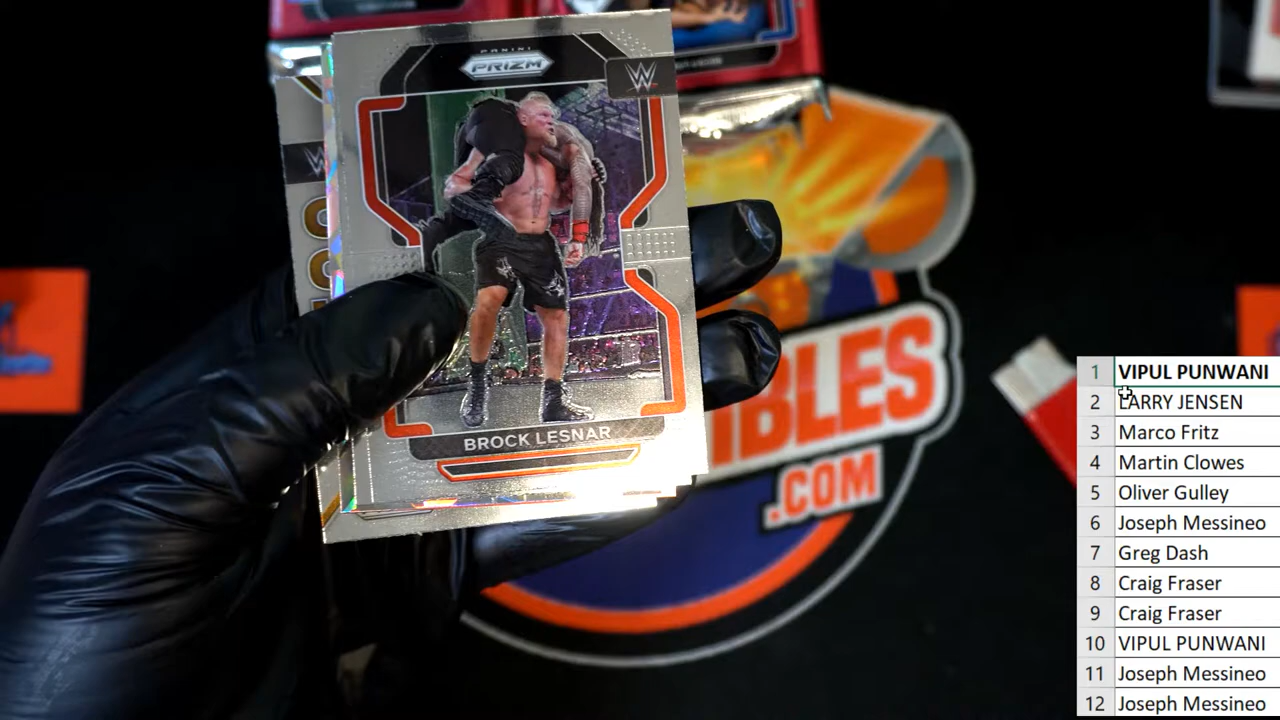 PANINI
PRIZM
W
BROCK LESNAR
IBLES
.COM
1 VIPUL PUNWANI
2 LARRY JENSEN
3 Marco Fritz
4 Martin Clowes
5 Oliver Gulley
6 Joseph Messineo
7 Greg Dash
8 Craig Fraser
9 Craig Fraser
10 VIPUL PUNWANI
11 Joseph Messineo
12 Joseph Messineo